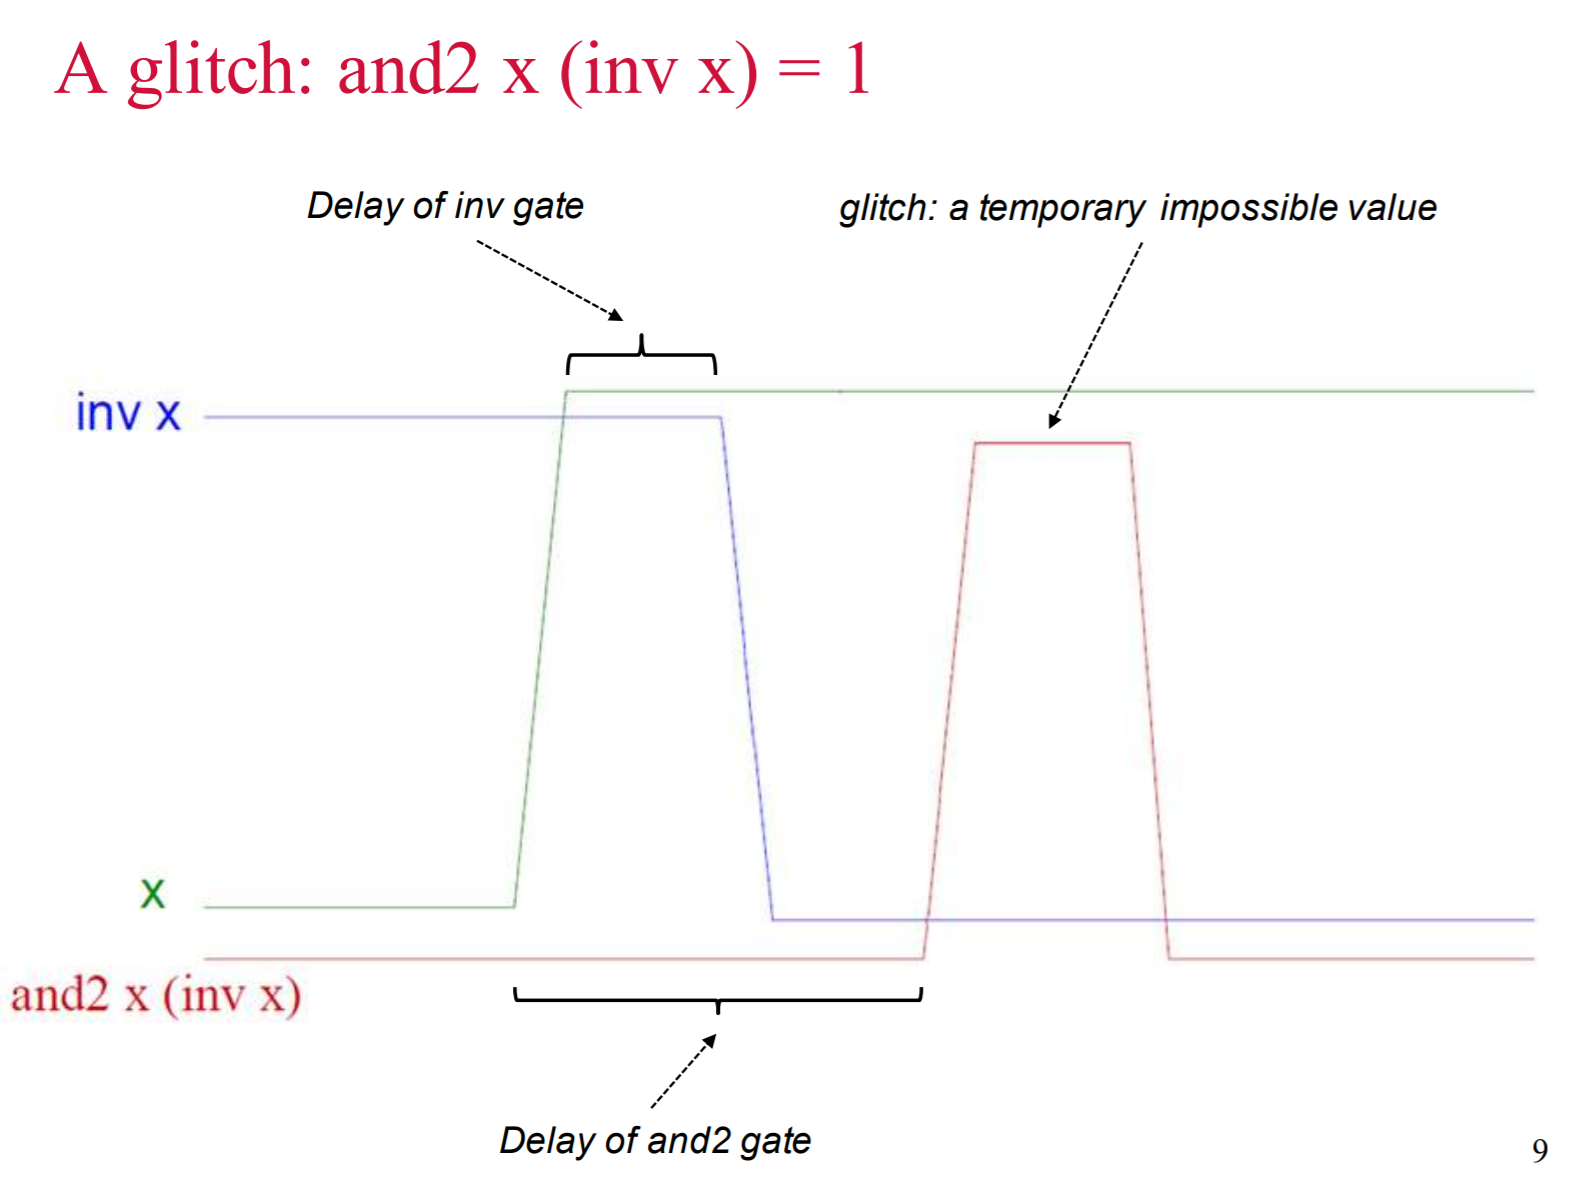 A glitch: and2 x (inv x) = 1
Delay of inv gate
glitch: a temporary impossible value
inv x
x
and2 x (inv x)
Delay of and2 gate
9